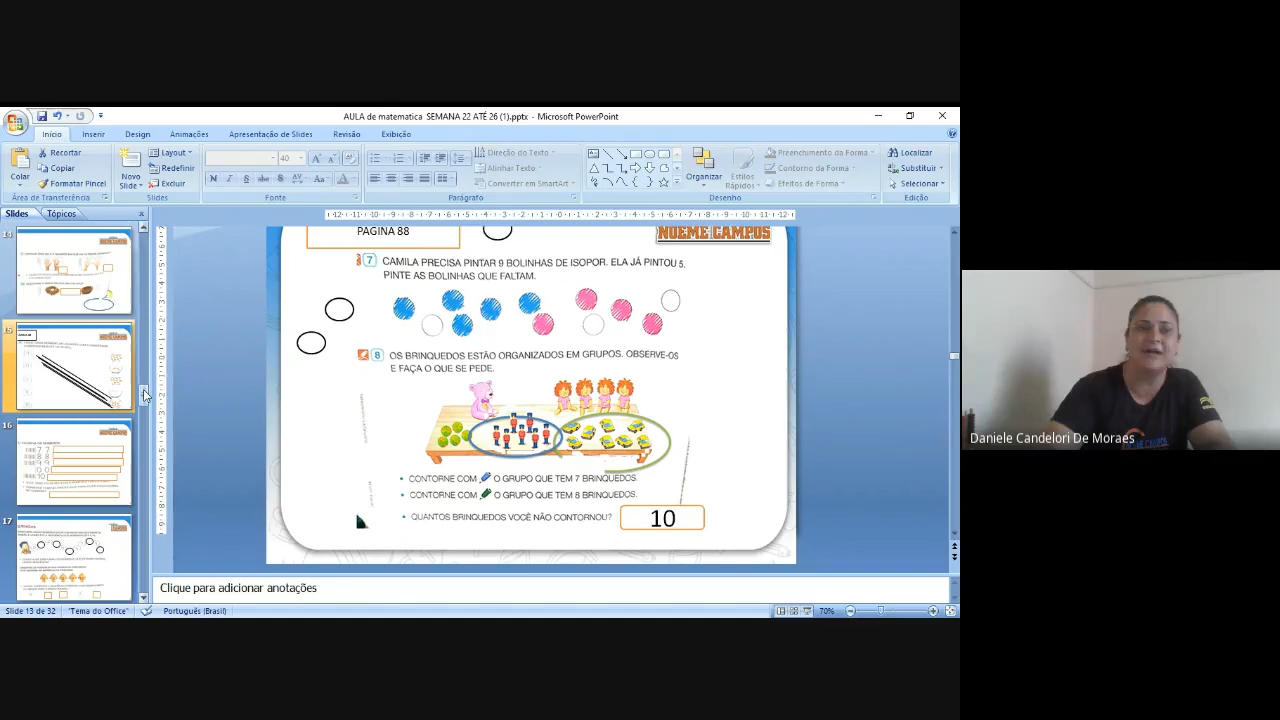 AULA de matematica SEMANA 22 ATÉ 26 (1).pptx - Microsoft PowerPoint
Início
Inserir
Design
Animações
Apresentação de Slides
Revisão
Exibição
Colar
Recortar
Copiar
Formatar Pincel
Área de Transferência
Novo
Slide
Layout
Redefinir
Excluir
Slides
40
Fonte
Direção do Texto
Alinhar Texto
Converter em SmartArt
Parágrafo
Organizar
Estilos
Rápidos
Preenchimento da Forma
Contorno da Forma
Efeitos de Forma
Desenho
Localizar
Substituir
Selecionar
Edição
Slides
Tópicos
14
15
16
17
PAGINA 88
NOEME CAMPOS
7 CAMILA PRECISA PINTAR 9 BOLINHAS DE ISOPOR. ELA JÁ PINTOU 5.
PINTE AS BOLINHAS QUE FALTAM.
8 OS BRINQUEDOS ESTÃO ORGANIZADOS EM GRUPOS. OBSERVE-OS
E FAÇA O QUE SE PEDE.
• CONTORNE COM O GRUPO QUE TEM 7 BRINQUEDOS.
• CONTORNE COM O GRUPO QUE TEM 8 BRINQUEDOS.
• QUANTOS BRINQUEDOS VOCÊ NÃO CONTORNOU? 10
Clique para adicionar anotações
Slide 13 de 32
"Tema do Office"
Português (Brasil)
70%
Daniele Candelori De Moraes